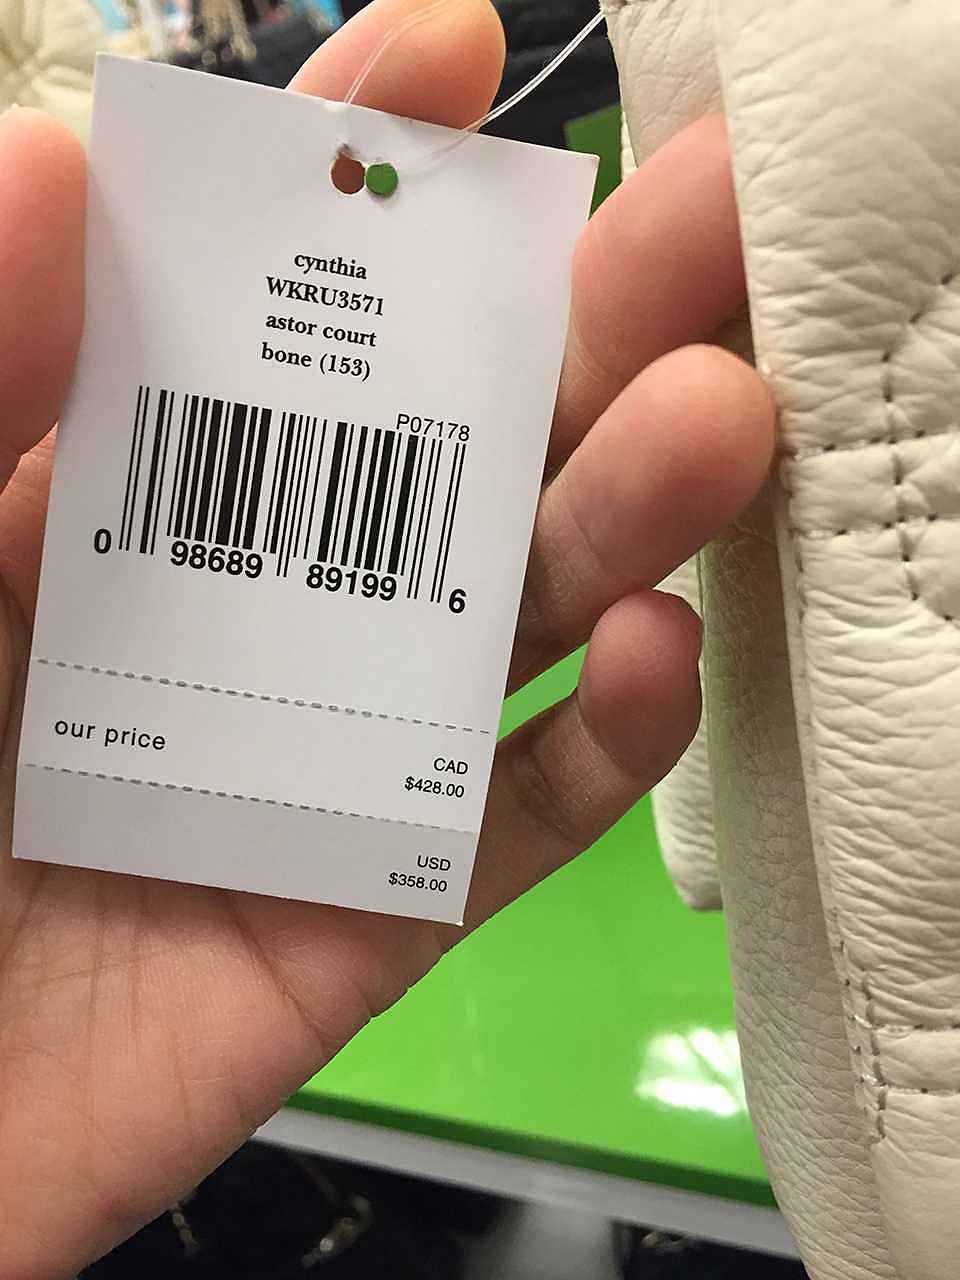 cynthia
WKRU3571
astor court
bone (153)
P07178
0 98689 89199 6
our price
CAD
$428.00
USD
$358.00